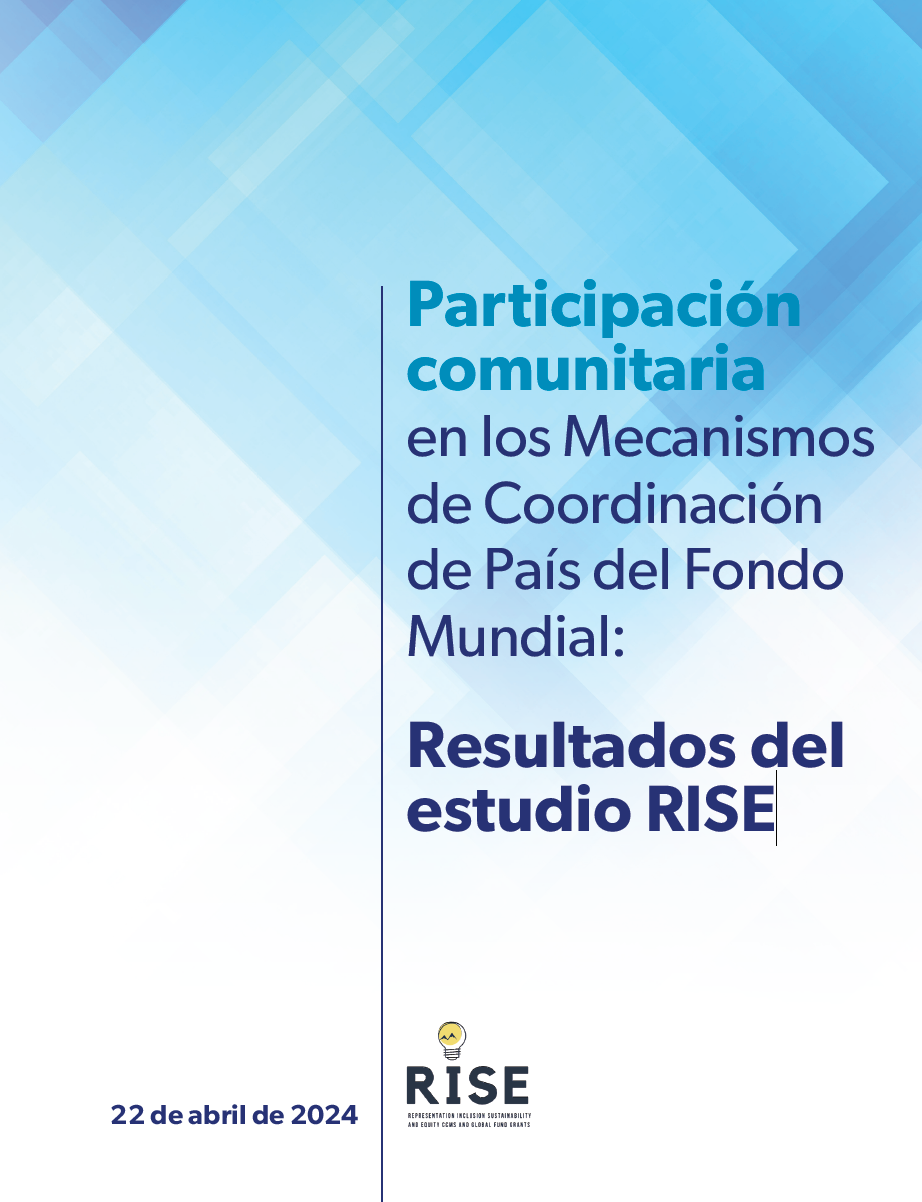 Participación
comunitaria
en los Mecanismos
de Coordinación
de País del Fondo
Mundial:
Resultados del
estudio RISE
RISE
REPRESENTATION INCLUSION SUSTAINABILITY
AND EQUITY CCMS AND GLOBAL FUND GRANTS
22 de abril de 2024